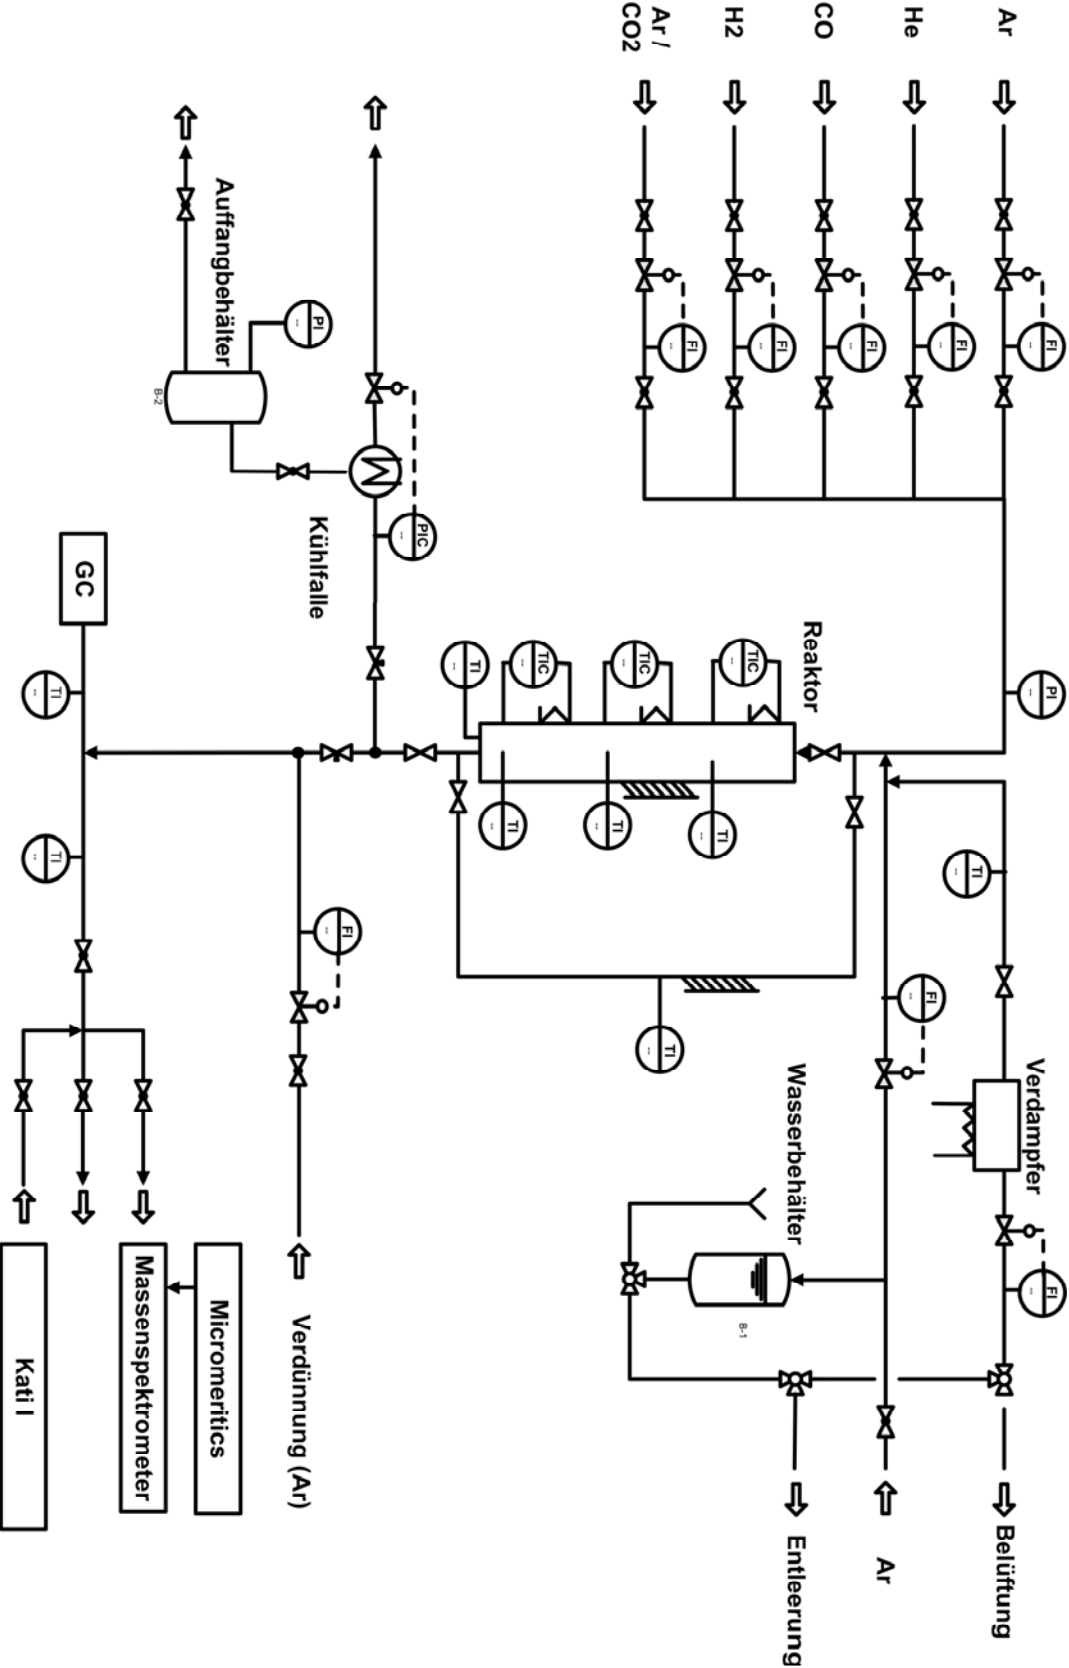 FI
--
PI
--
Verdampfer
FI
--
Ar
Belüftung
TI
--
FI
--
FI
--
He
Ar
FI
--
CO
Reaktor
Wasserbehälter
Entleerung
FI
--
TIC
--
B-1
H2
TI
--
FI
--
Ar /
CO2
TI
--
TIC
--
TI
--
TIC
--
TI
--
TI
--
PIC
--
FI
--
Kühlfalle
PI
--
Verdünnung (Ar)
Auffangbehälter
Micromeritics
B-2
Massenspektrometer
GC
TI
--
TI
--
Kati I